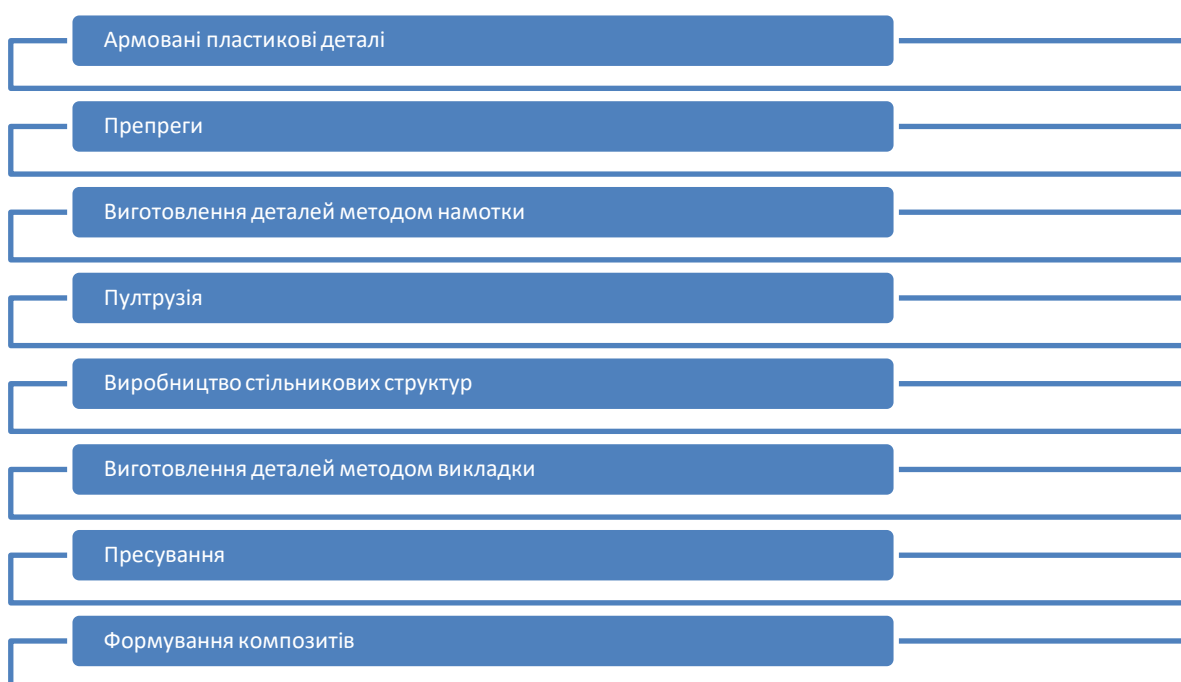 Армовані пластикові деталі
Препреги
Виготовлення деталей методом намотки
Пултрузія
Виробництво стільникових структур
Виготовлення деталей методом викладки
Пресування
Формування композитів